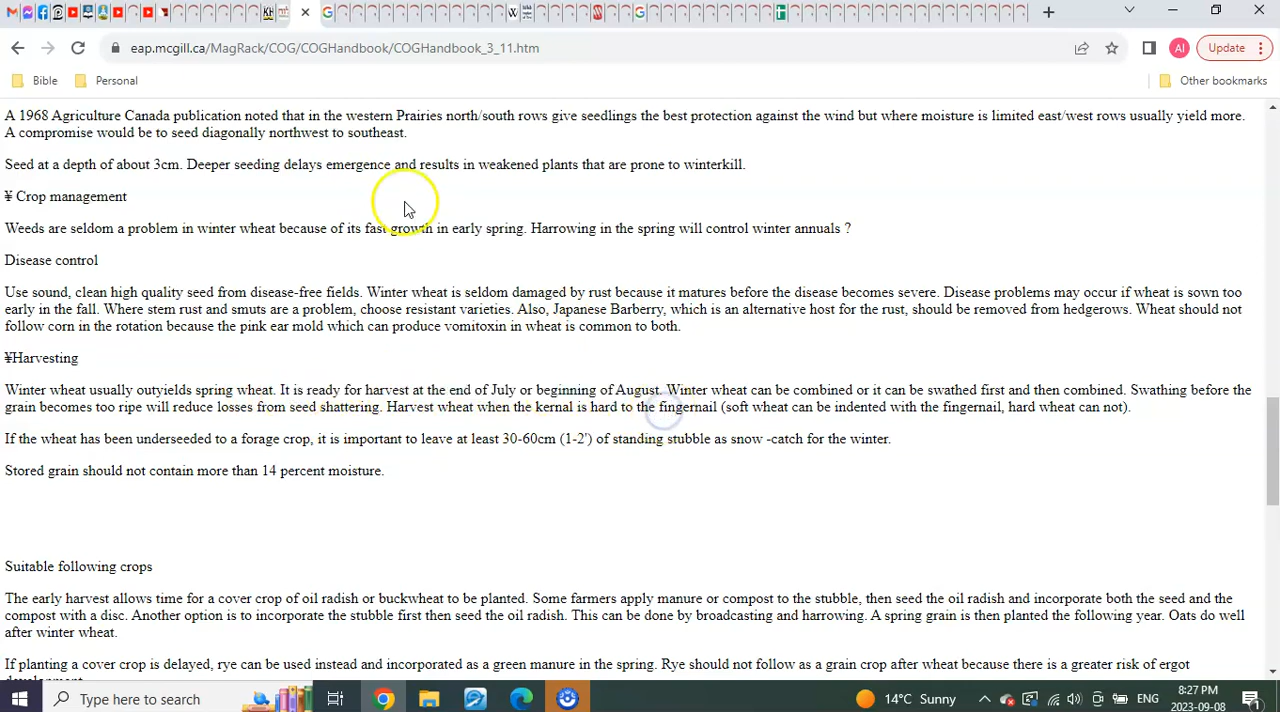 eap.mcgill.ca/MagRack/COG/COGHandbook/COGHandbook_3_11.htm
AI
Update
Bible
Personal
Other bookmarks
A 1968 Agriculture Canada publication noted that in the western Prairies north/south rows give seedlings the best protection against the wind but where moisture is limited east/west rows usually yield more.
A compromise would be to seed diagonally northwest to southeast.
Seed at a depth of about 3cm. Deeper seeding delays emergence and results in weakened plants that are prone to winterkill.
¥ Crop management
Weeds are seldom a problem in winter wheat because of its fast growth in early spring. Harrowing in the spring will control winter annuals ?
Disease control
Use sound, clean high quality seed from disease-free fields. Winter wheat is seldom damaged by rust because it matures before the disease becomes severe. Disease problems may occur if wheat is sown too
early in the fall. Where stem rust and smuts are a problem, choose resistant varieties. Also, Japanese Barberry, which is an alternative host for the rust, should be removed from hedgerows. Wheat should not
follow corn in the rotation because the pink ear mold which can produce vomitoxin in wheat is common to both.
¥Harvesting
Winter wheat usually outyields spring wheat. It is ready for harvest at the end of July or beginning of August. Winter wheat can be combined or it can be swathed first and then combined. Swathing before the
grain becomes too ripe will reduce losses from seed shattering. Harvest wheat when the kernal is hard to the fingernail (soft wheat can be indented with the fingernail, hard wheat can not).
If the wheat has been underseeded to a forage crop, it is important to leave at least 30-60cm (1-2') of standing stubble as snow -catch for the winter.
Stored grain should not contain more than 14 percent moisture.
Suitable following crops
The early harvest allows time for a cover crop of oil radish or buckwheat to be planted. Some farmers apply manure or compost to the stubble, then seed the oil radish and incorporate both the seed and the
compost with a disc. Another option is to incorporate the stubble first then seed the oil radish. This can be done by broadcasting and harrowing. A spring grain is then planted the following year. Oats do well
after winter wheat.
If planting a cover crop is delayed, rye can be used instead and incorporated as a green manure in the spring. Rye should not follow as a grain crop after wheat because there is a greater risk of ergot
Type here to search
14°C Sunny
ENG
8:27 PM
2023-09-08